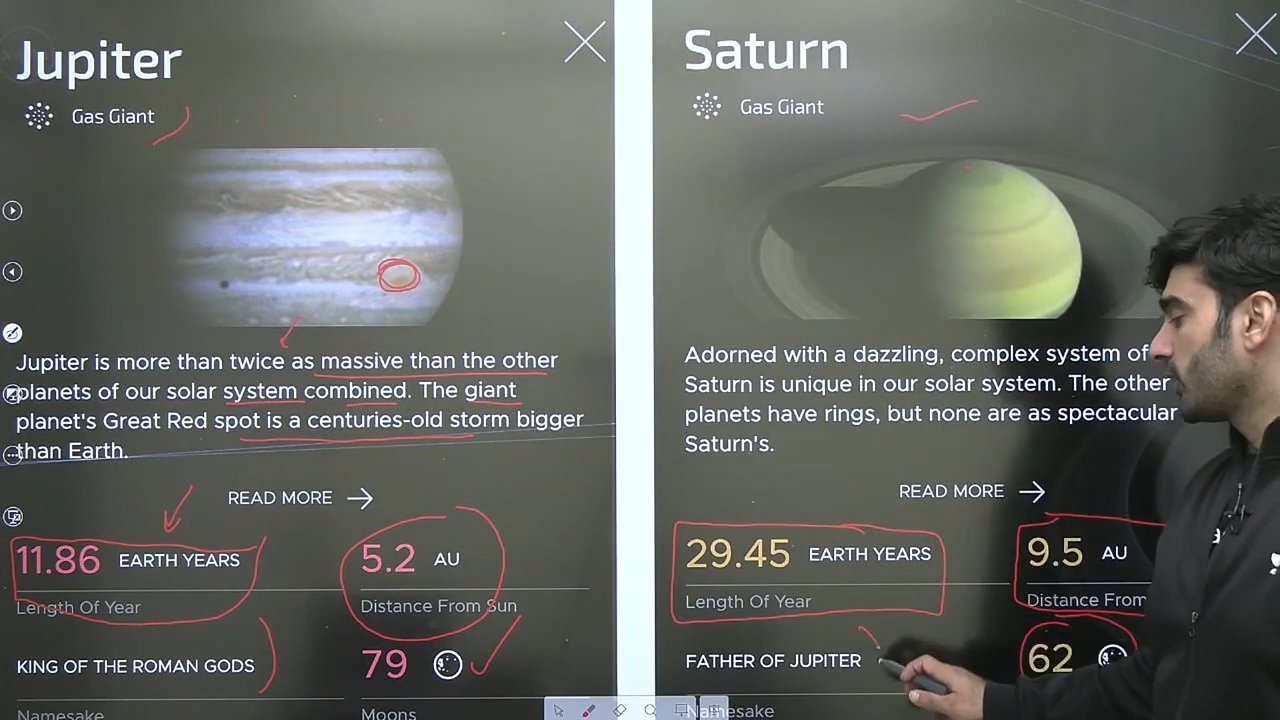 Jupiter
Gas Giant
Jupiter is more than twice as massive than the other
planets of our solar system combined. The giant
planet's Great Red spot is a centuries-old storm bigger
than Earth.
READ MORE
11.86 EARTH YEARS
Length Of Year
5.2 AU
Distance From Sun
KING OF THE ROMAN GODS
Namesake
79
Moons
Saturn
Gas Giant
Adorned with a dazzling, complex system of
Saturn is unique in our solar system. The other
planets have rings, but none are as spectacular
Saturn's.
READ MORE
29.45 EARTH YEARS
Length Of Year
9.5 AU
Distance From
FATHER OF JUPITER
Namesake
62